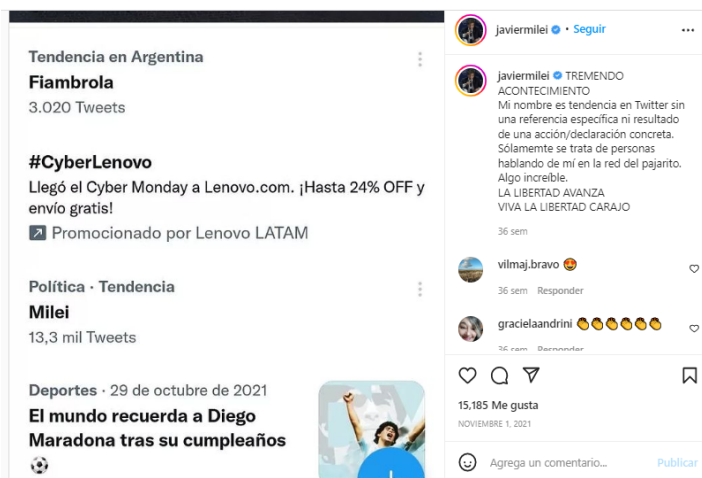 Tendencia en Argentina
Fiambrola
3.020 Tweets
#CyberLenovo
Llegó el Cyber Monday a Lenovo.com. ¡Hasta 24% OFF y
envío gratis!
Promocionado por Lenovo LATAM
Política · Tendencia
Milei
13,3 mil Tweets
Deportes · 29 de octubre de 2021
El mundo recuerda a Diego
Maradona tras su cumpleaños
⚽
javiermilei • Seguir
javiermilei TREMENDO
ACONTECIMIENTO
Mi nombre es tendencia en Twitter sin
una referencia específica ni resultado
de una acción/declaración concreta.
Sólamemte se trata de personas
hablando de mí en la red del pajarito.
Algo increíble.
LA LIBERTAD AVANZA
VIVA LA LIBERTAD CARAJO
36 sem
vilmaj.bravo 😍
36 sem Responder
gracielaandrini 👏👏👏👏👏👏
36 sem Responder
15,185 Me gusta
NOVIEMBRE 1, 2021
Agrega un comentario...
Publicar